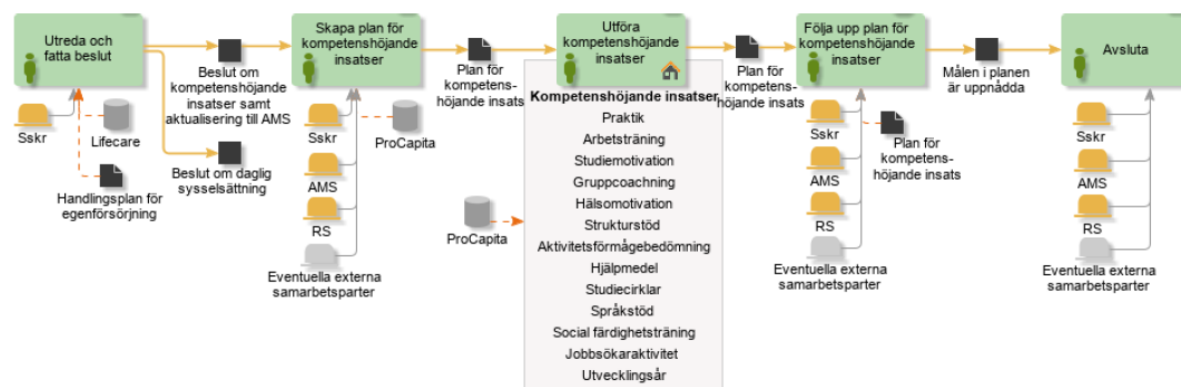 Utreda och
fatta beslut
Sskr
Lifecare
Handlingsplan för
egenförsörjning
Beslut om
kompetenshöjande
insatser samt
aktualisering till AMS
Beslut om daglig
sysselsättning
Skapa plan för
kompetenshöjande
insatser
Sskr
ProCapita
AMS
RS
Eventuella externa
samarbetsparter
Plan för
kompetens-
höjande insats
Utföra
kompetenshöjande
insatser
Kompetenshöjande insatser
Praktik
Arbetsträning
Studiemotivation
Gruppcoachning
Hälsomotivation
Strukturstöd
Aktivitetsförmågebedömning
Hjälpmedel
Studiecirklar
Språkstöd
Social färdighetsträning
Jobbsökaraktivitet
Utvecklingsår
ProCapita
Plan för
kompetens-
höjande insats
Följa upp plan för
kompetenshöjande
insatser
Sskr
AMS
RS
Eventuella externa
samarbetsparter
Plan för
kompetens-
höjande insats
Målen i planen
är uppnådda
Avsluta
Sskr
AMS
RS
Eventuella externa
samarbetsparter